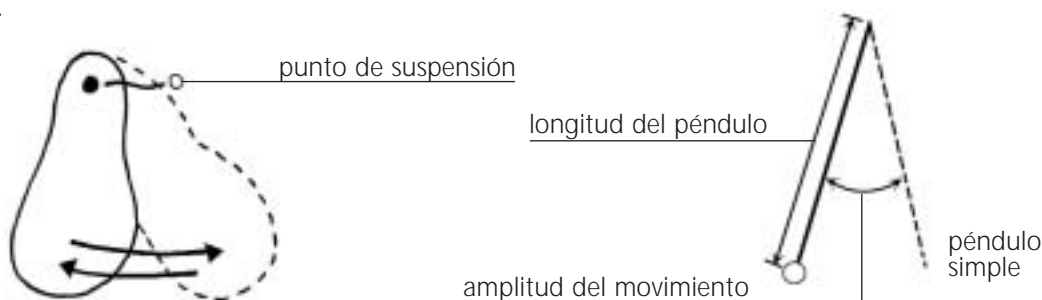 punto de suspensión
longitud del péndulo
péndulo
simple
amplitud del movimiento